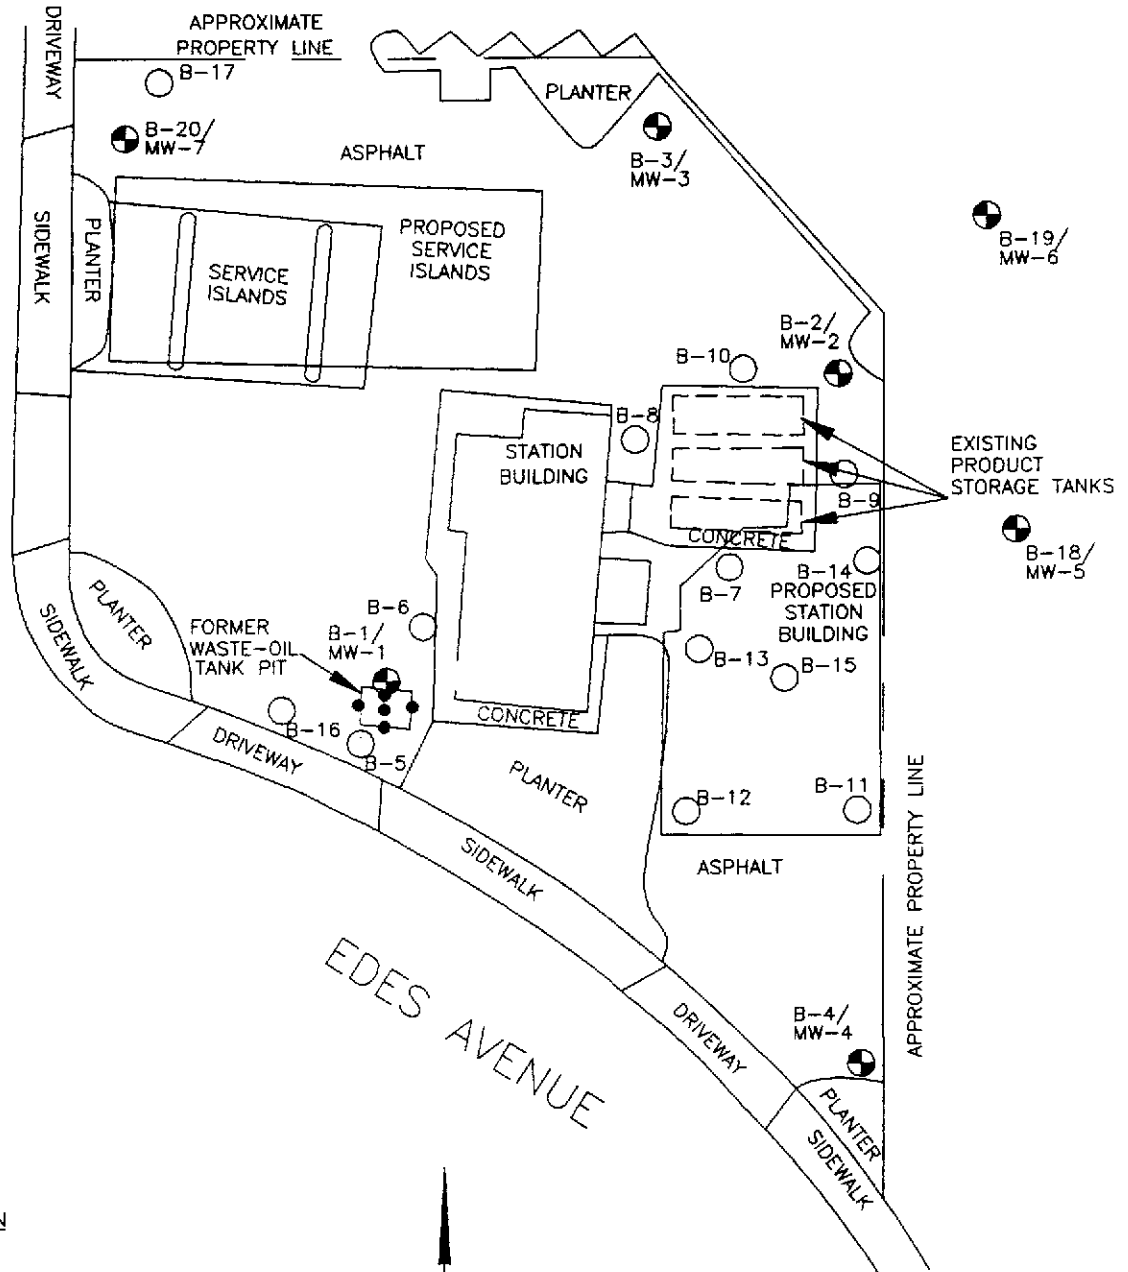 DRIVEWAY
APPROXIMATE
PROPERTY LINE
B-17
PLANTER
B-20/
MW-7
ASPHALT
B-3/
MW-3
SIDEWALK
PLANTER
PROPOSED
SERVICE
ISLANDS
SERVICE
ISLANDS
B-19/
MW-6
B-2/
MW-2
B-10
B-8
STATION
BUILDING
EXISTING
PRODUCT
STORAGE TANKS
B-9
CONCRETE
B-18/
MW-5
B-14
B-7
PROPOSED
STATION
BUILDING
PLANTER
SIDEWALK
B-6
FORMER
WASTE-OIL
TANK PIT
B-1/
MW-1
B-13
B-15
B-16
CONCRETE
DRIVEWAY
B-5
PLANTER
B-12
B-11
SIDEWALK
ASPHALT
APPROXIMATE PROPERTY LINE
EDES AVENUE
B-4/
MW-4
DRIVEWAY
PLANTER
SIDEWALK
N